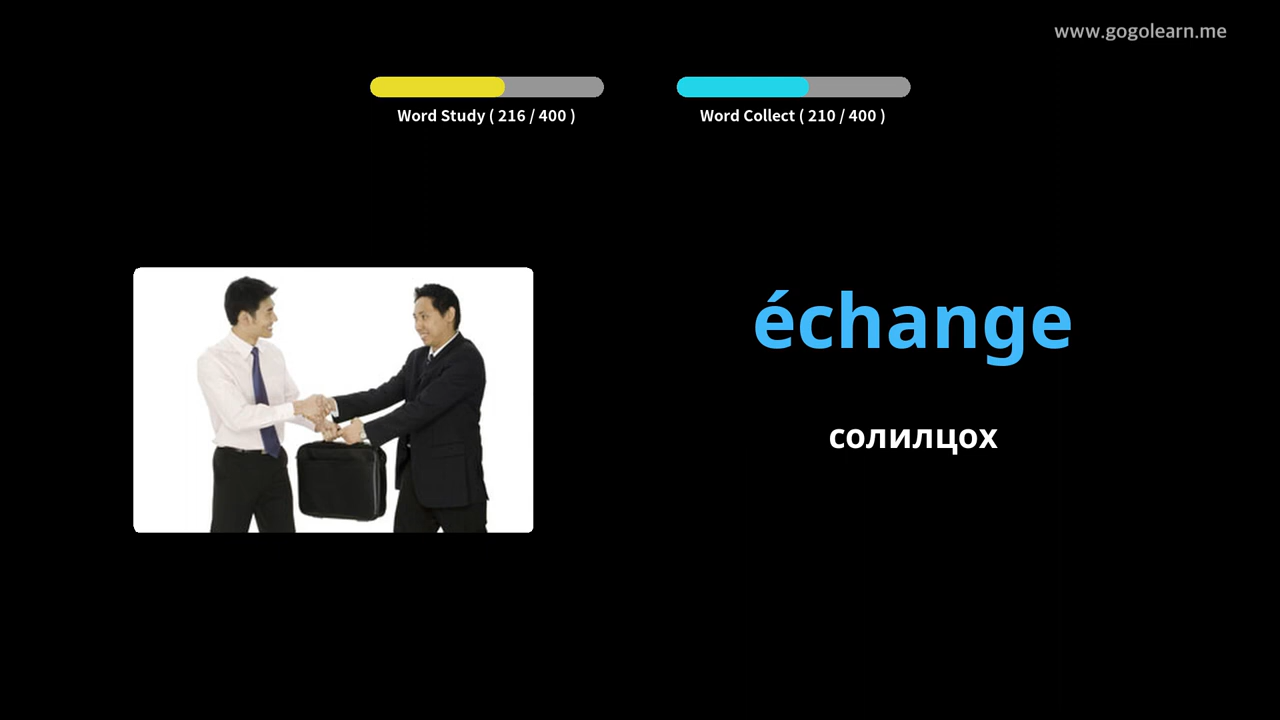 www.gogolearn.me
Word Study ( 216 / 400 )
Word Collect ( 210 / 400 )
échange
солилцох